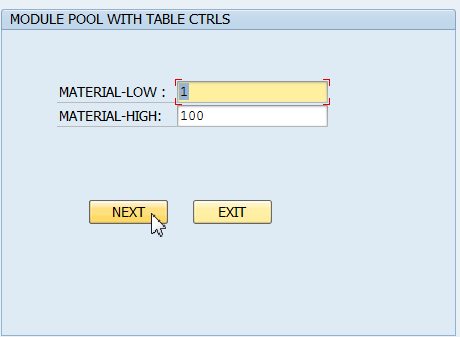 MODULE POOL WITH TABLE CTRLS
MATERIAL-LOW : 1
MATERIAL-HIGH: 100
NEXT EXIT